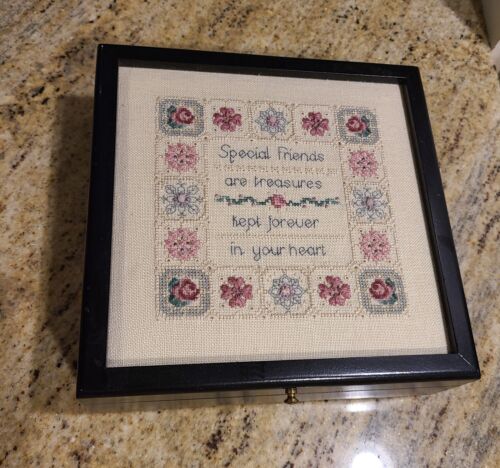 Special Friends
are treasures
kept forever
in your heart